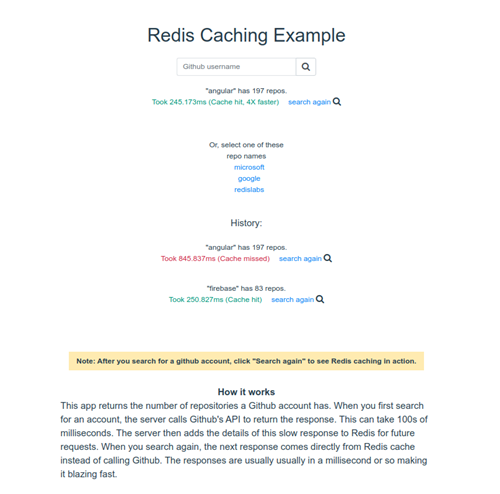 Redis Caching Example
Github username
"angular" has 197 repos.
Took 245.173ms (Cache hit, 4X faster) search again
Or, select one of these
repo names
microsoft
google
redislabs
History:
"angular" has 197 repos.
Took 845.837ms (Cache missed) search again
"firebase" has 83 repos.
Took 250.827ms (Cache hit) search again
Note: After you search for a github account, click "Search again" to see Redis caching in action.
How it works
This app returns the number of repositories a Github account has. When you first search
for an account, the server calls Github's API to return the response. This can take 100s of
milliseconds. The server then adds the details of this slow response to Redis for future
requests. When you search again, the next response comes directly from Redis cache
instead of calling Github. The responses are usually usually in a millisecond or so making
it blazing fast.